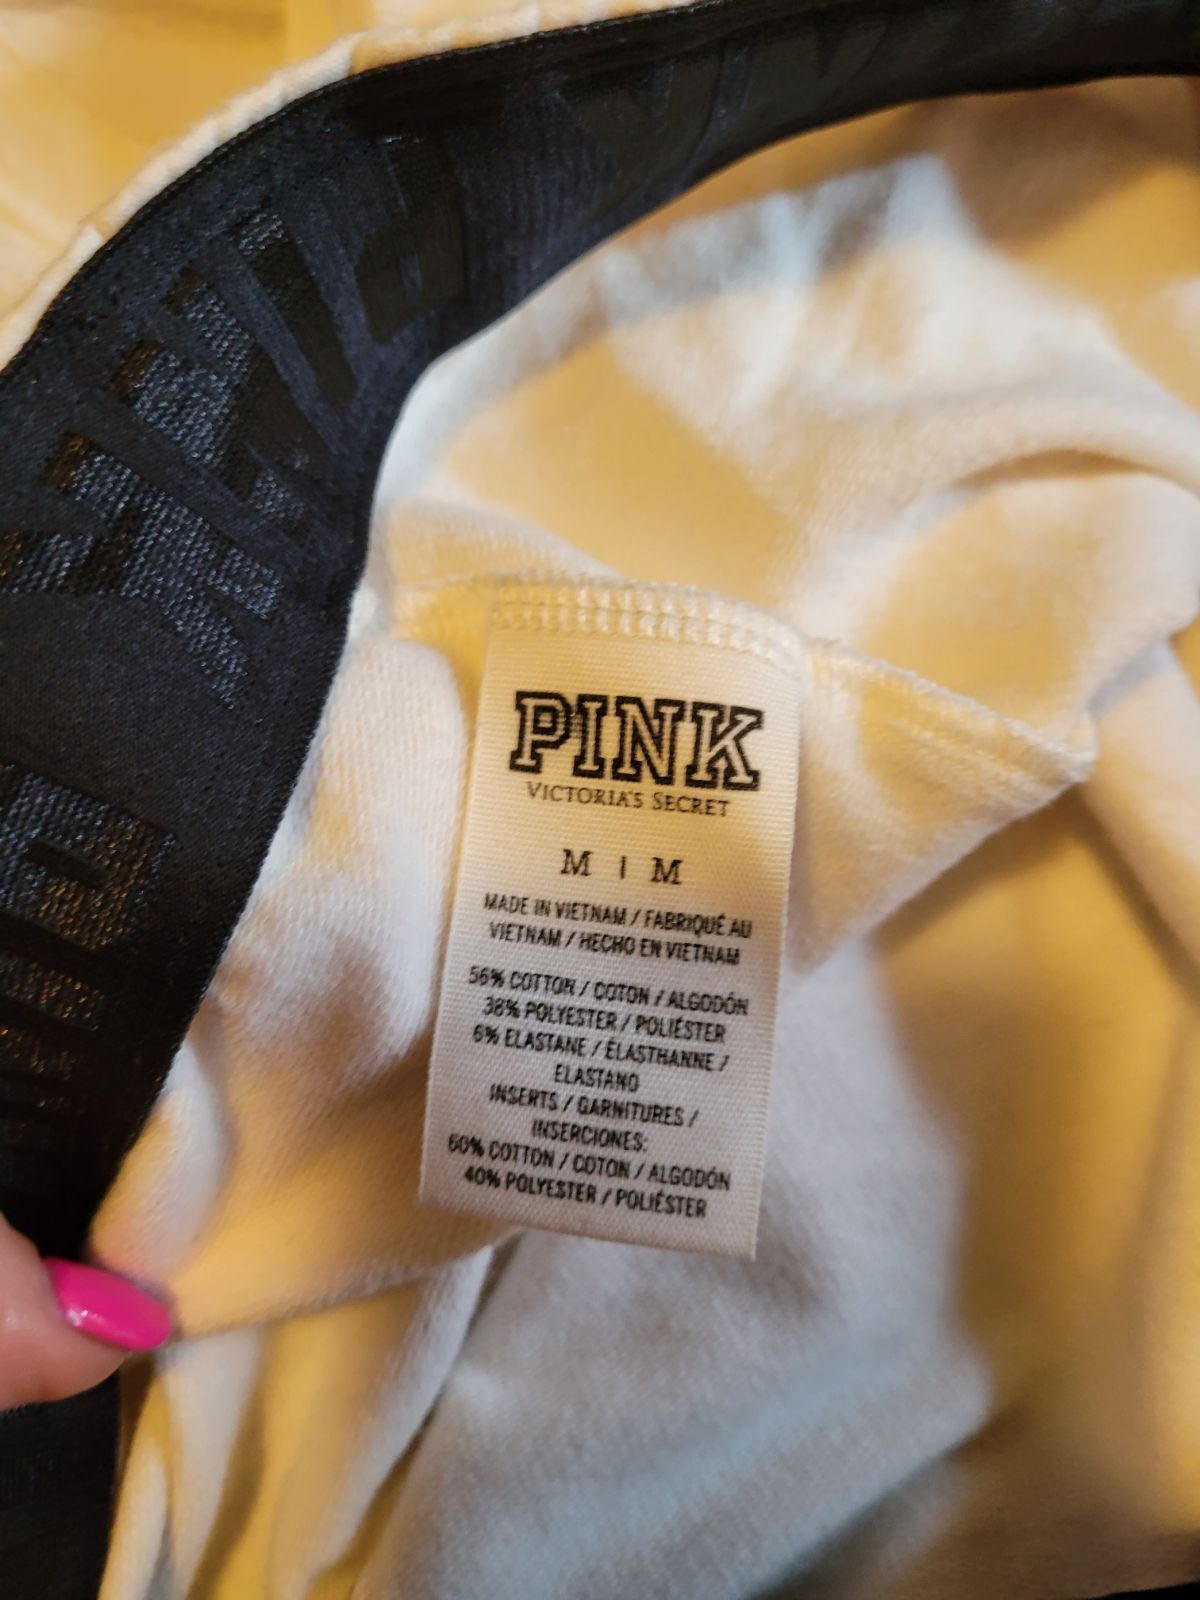 PINK
VICTORIA'S SECRET
M | M
MADE IN VIETNAM / FABRIQUÉ AU
VIETNAM / HECHO EN VIETNAM
56% COTTON / COTON / ALGODÓN
38% POLYESTER / POLIÉSTER
6% ELASTANE / ÉLASTHANNE /
ELASTANO
INSERTS / GARNITURES /
INSERCIONES:
60% COTTON / COTON / ALGODÓN
40% POLYESTER / POLIÉSTER